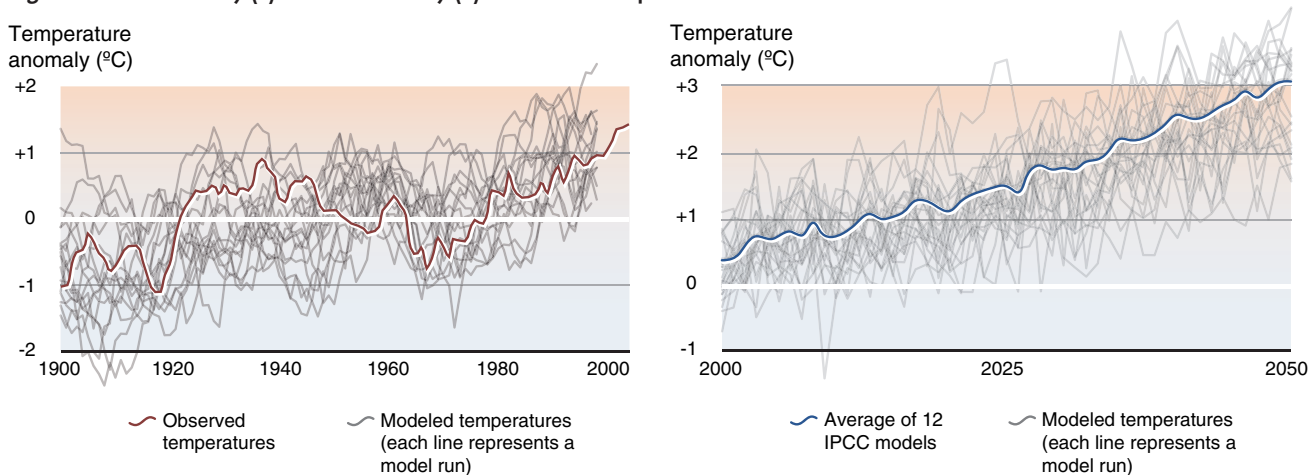 Temperature
anomaly (ºC)
+2
+1
0
-1
-2
1900 1920 1940 1960 1980 2000
Observed
temperatures
Modeled temperatures
(each line represents a
model run)
Temperature
anomaly (ºC)
+3
+2
+1
0
-1
2000 2025 2050
Average of 12
IPCC models
Modeled temperatures
(each line represents a
model run)